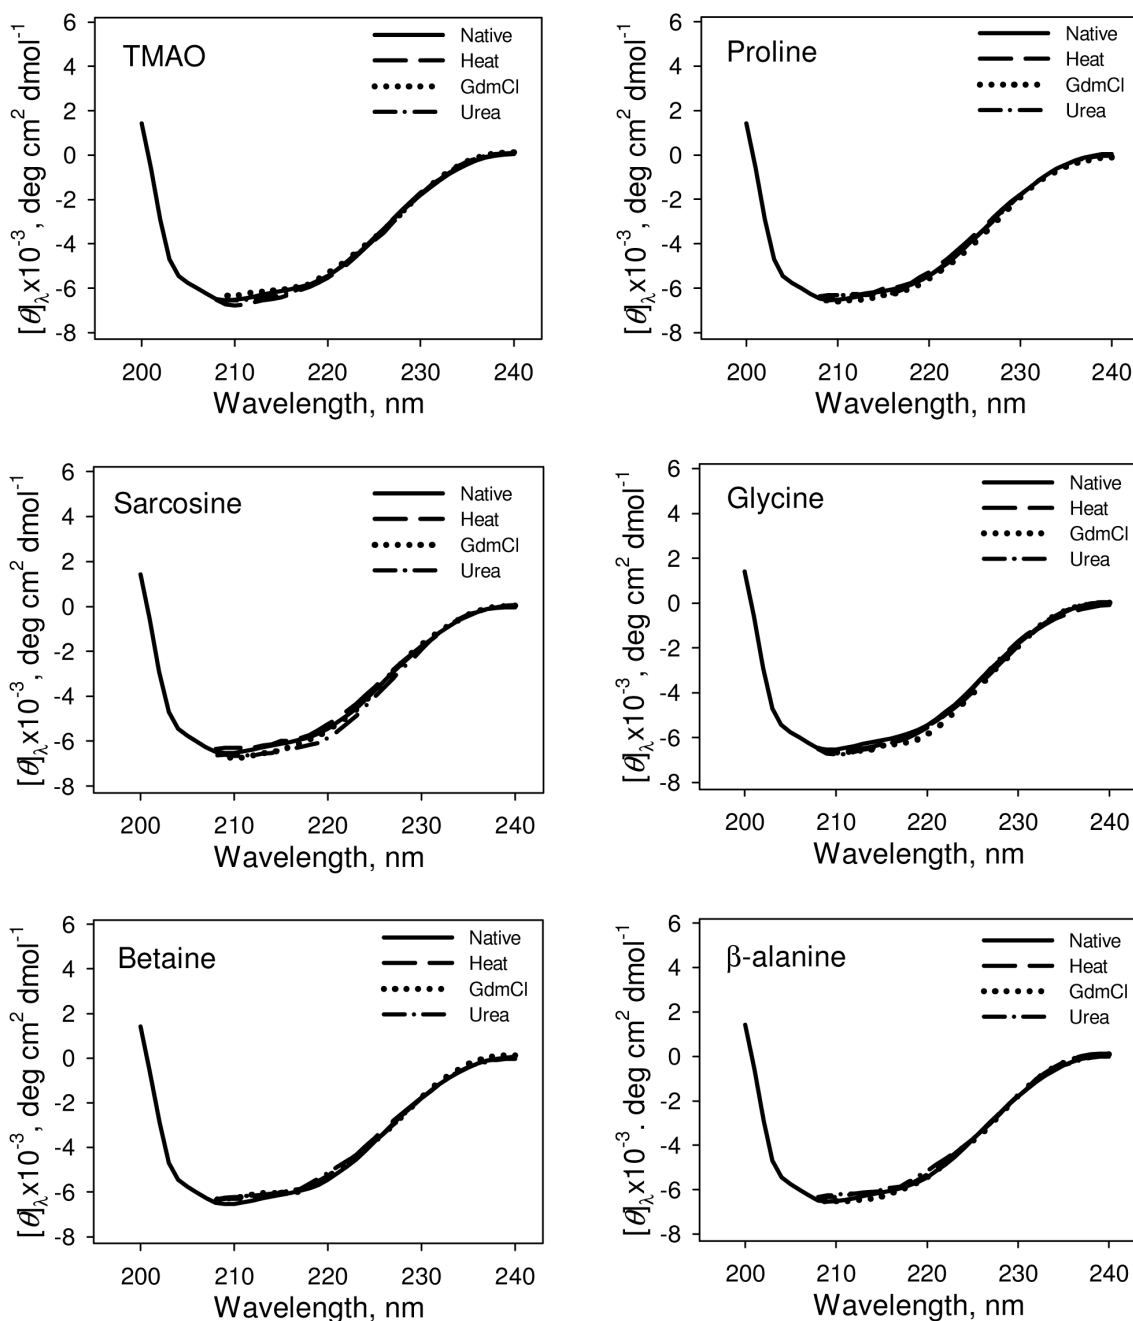 TMAO
Native
Heat
GdmCl
Urea
6
4
2
0
-2
-4
-6
-8
[θ]λx10⁻³, deg cm² dmol⁻¹
200 210 220 230 240
Wavelength, nm
Proline
Native
Heat
GdmCl
Urea
6
4
2
0
-2
-4
-6
-8
[θ]λx10⁻³, deg cm² dmol⁻¹
200 210 220 230 240
Wavelength, nm
Sarcosine
Native
Heat
GdmCl
Urea
6
4
2
0
-2
-4
-6
-8
[θ]λx10⁻³, deg cm² dmol⁻¹
200 210 220 230 240
Wavelength, nm
Glycine
Native
Heat
GdmCl
Urea
6
4
2
0
-2
-4
-6
-8
[θ]λx10⁻³, deg cm² dmol⁻¹
200 210 220 230 240
Wavelength, nm
Betaine
Native
Heat
GdmCl
Urea
6
4
2
0
-2
-4
-6
-8
[θ]λx10⁻³, deg cm² dmol⁻¹
200 210 220 230 240
Wavelength, nm
β-alanine
Native
Heat
GdmCl
Urea
6
4
2
0
-2
-4
-6
-8
[θ]λx10⁻³. deg cm² dmol⁻¹
200 210 220 230 240
Wavelength, nm